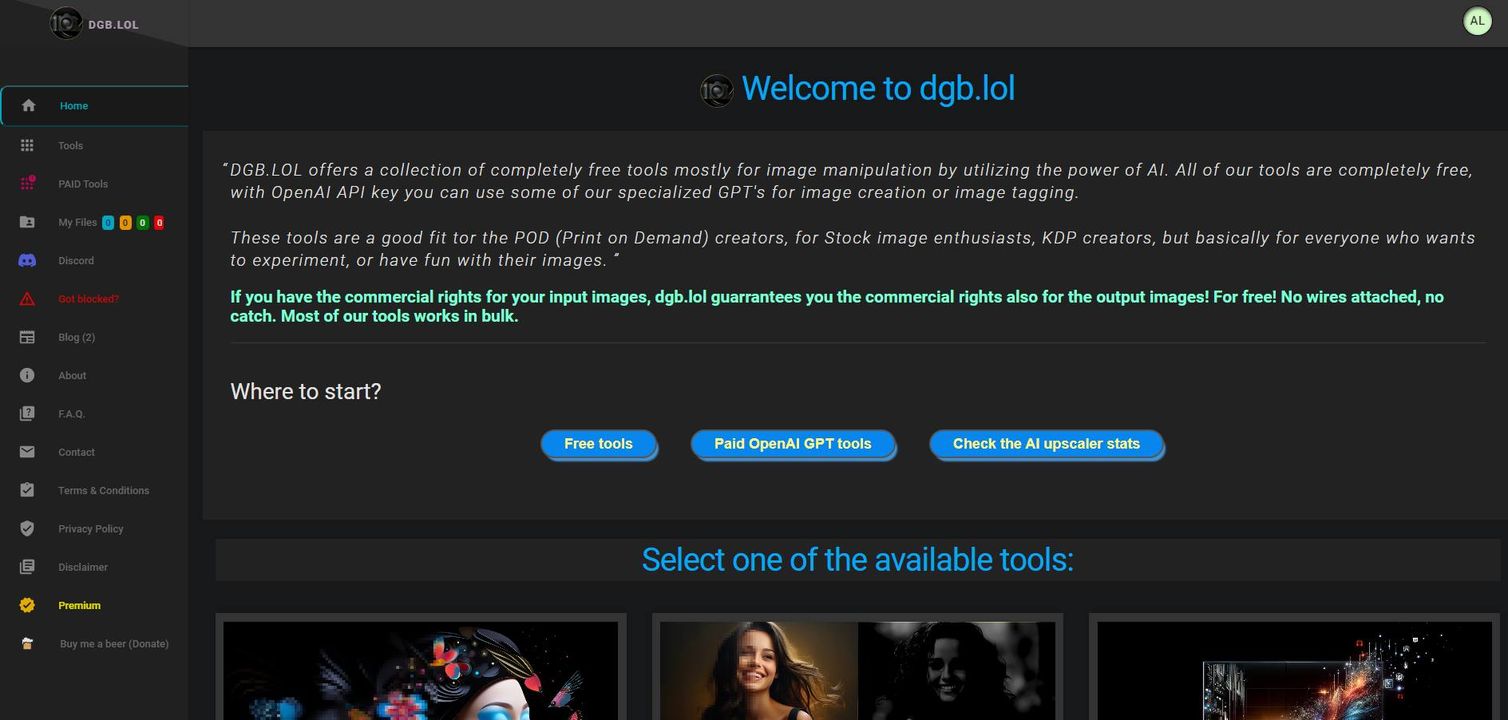 DGB.LOL
AL
Home
Tools
PAID Tools
My Files 0 0 0 0
Discord
Got blocked?
Blog (2)
About
F.A.Q.
Contact
Terms & Conditions
Privacy Policy
Disclaimer
Premium
Buy me a beer (Donate)
Welcome to dgb.lol
“DGB.LOL offers a collection of completely free tools mostly for image manipulation by utilizing the power of AI. All of our tools are completely free,
with OpenAI API key you can use some of our specialized GPT's for image creation or image tagging.
These tools are a good fit tor the POD (Print on Demand) creators, for Stock image enthusiasts, KDP creators, but basically for everyone who wants
to experiment, or have fun with their images. ”
If you have the commercial rights for your input images, dgb.lol guarrantees you the commercial rights also for the output images! For free! No wires attached, no
catch. Most of our tools works in bulk.
Where to start?
Free tools
Paid OpenAI GPT tools
Check the AI upscaler stats
Select one of the available tools: